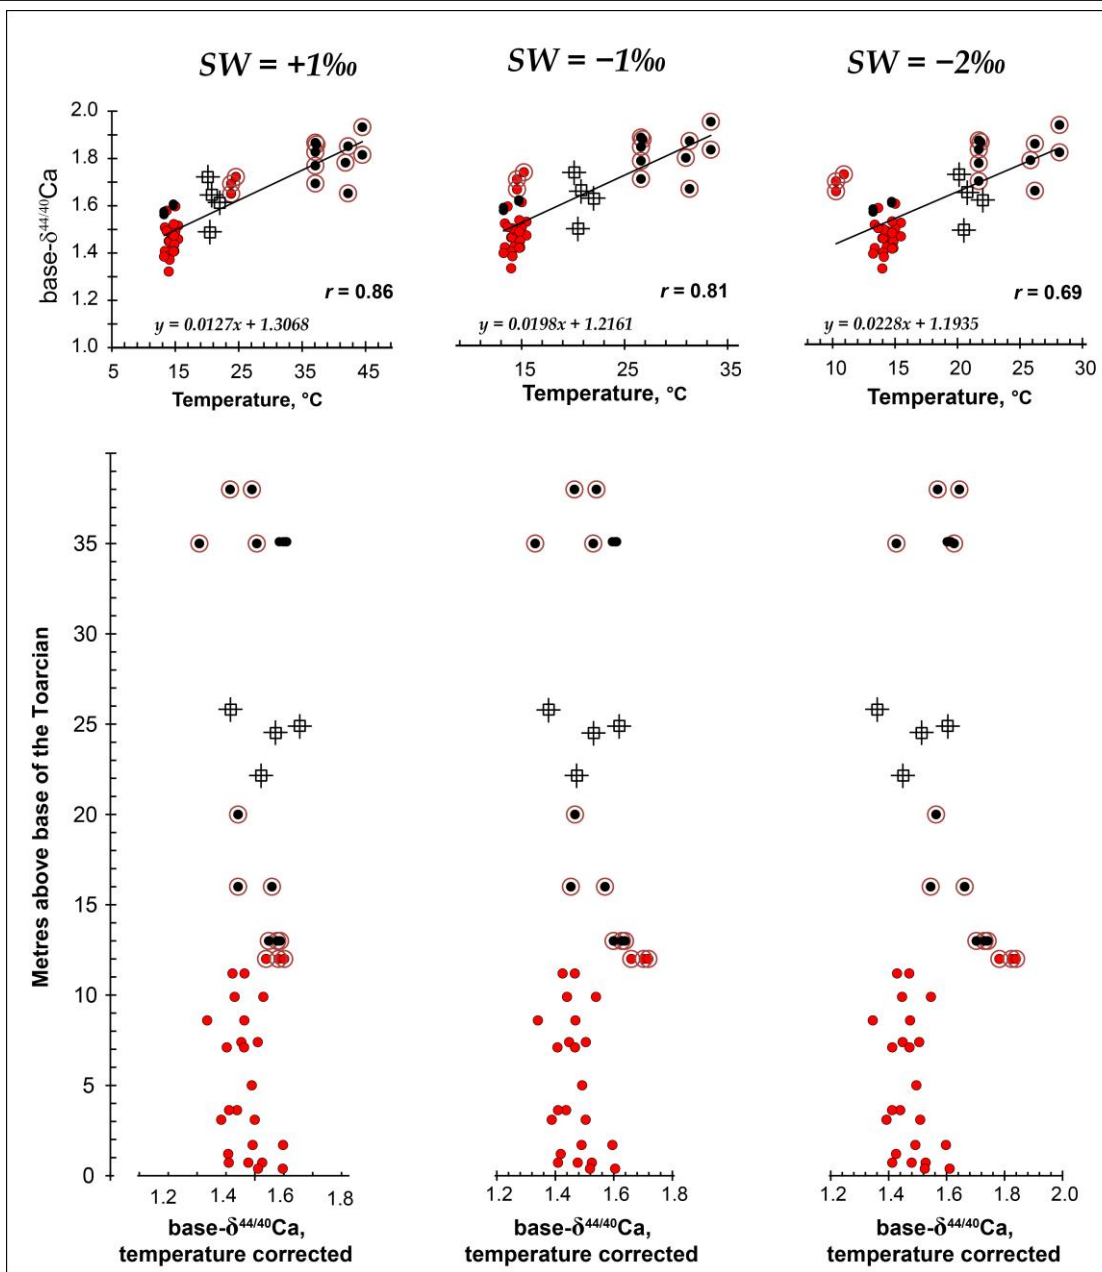 SW = +1‰
SW = −1‰
SW = −2‰
base-δ44/40Ca
2.0
1.8
1.6
1.4
1.2
1.0
r = 0.86
y = 0.0127x + 1.3068
r = 0.81
y = 0.0198x + 1.2161
r = 0.69
y = 0.0228x + 1.1935
5 15 25 35 45
15 25 35
10 15 20 25 30
Temperature, °C
Temperature, °C
Temperature, °C
Metres above base of the Toarcian
35
30
25
20
15
10
5
0
1.2 1.4 1.6 1.8
1.2 1.4 1.6 1.8
1.2 1.4 1.6 1.8 2.0
base-δ44/40Ca,
temperature corrected
base-δ44/40Ca,
temperature corrected
base-δ44/40Ca,
temperature corrected